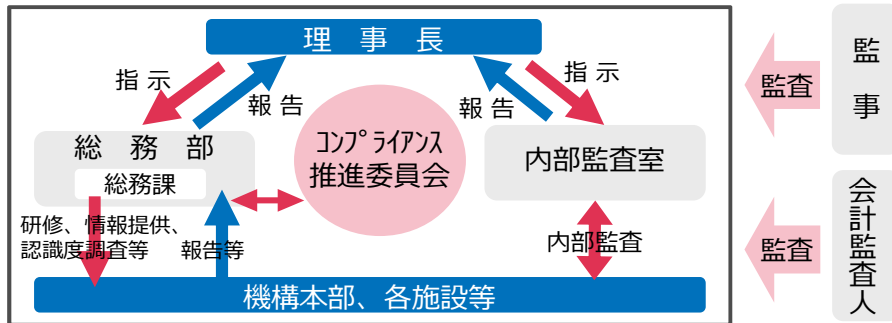 理事長
指示
報告
指示
報告
コンプライアンス
推進委員会
総務部
総務課
内部監査室
研修、情報提供、
認識度調査等
報告等
内部監査
機構本部、各施設等
監査
監事
監査
会計監査人